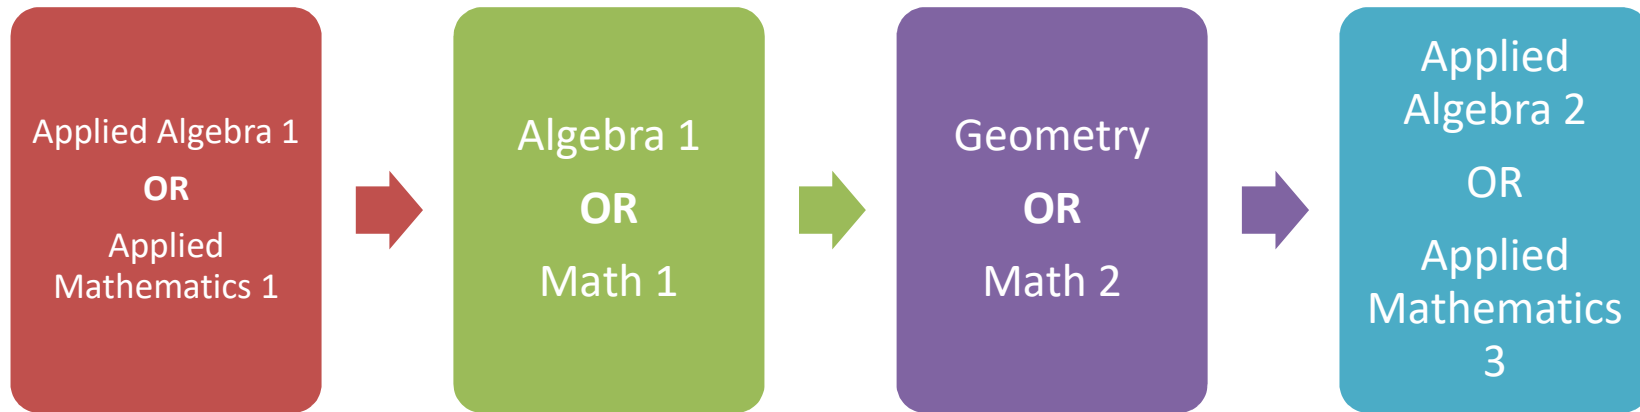 Applied Algebra 1
OR
Applied
Mathematics 1
Algebra 1
OR
Math 1
Geometry
OR
Math 2
Applied
Algebra 2
OR
Applied
Mathematics
3